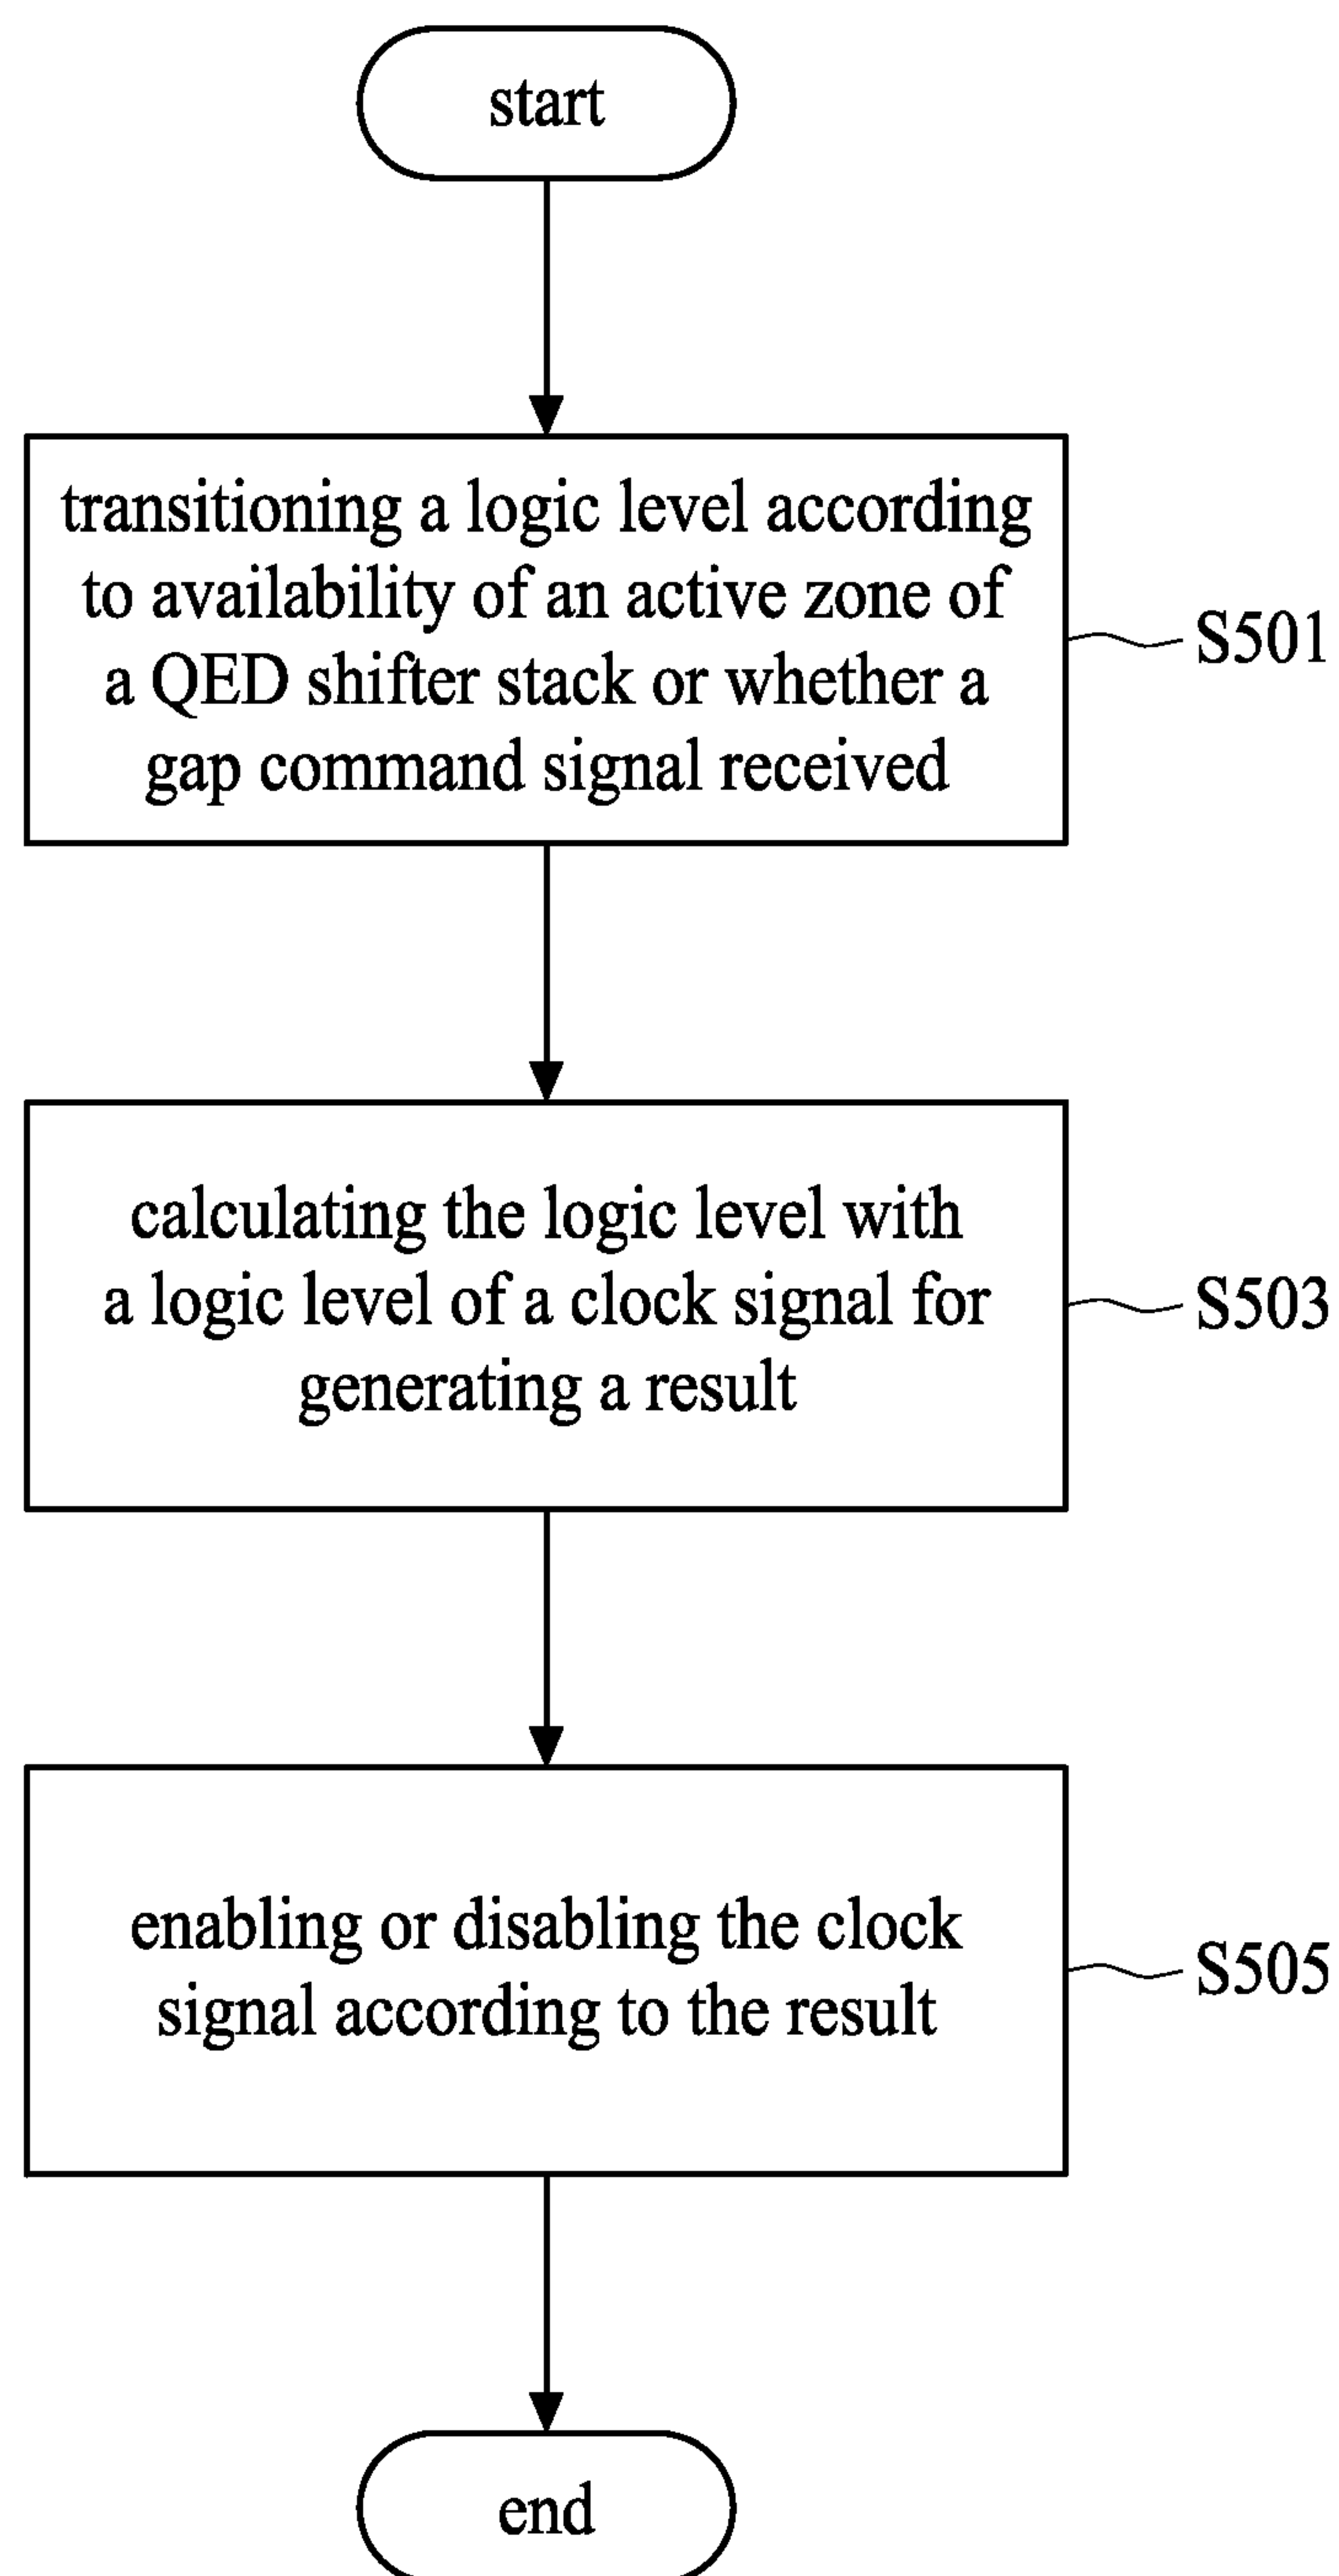 start
transitioning a logic level according
to availability of an active zone of
a QED shifter stack or whether a
gap command signal received
S501
calculating the logic level with
a logic level of a clock signal for
generating a result
S503
enabling or disabling the clock
signal according to the result
S505
end